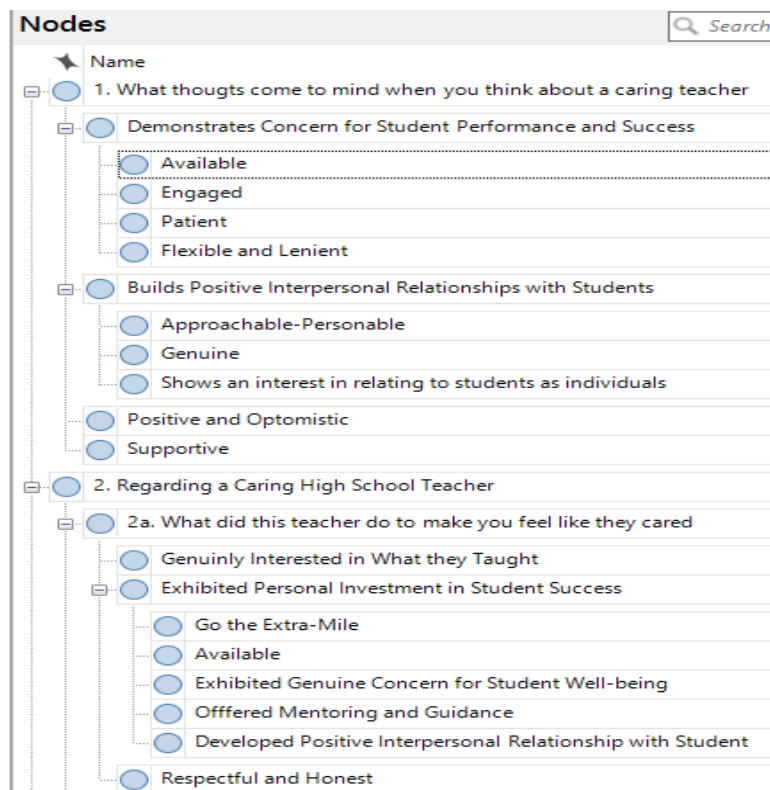 Nodes
Search
Name
1. What thougts come to mind when you think about a caring teacher
Demonstrates Concern for Student Performance and Success
Available
Engaged
Patient
Flexible and Lenient
Builds Positive Interpersonal Relationships with Students
Approachable-Personable
Genuine
Shows an interest in relating to students as individuals
Positive and Optomistic
Supportive
2. Regarding a Caring High School Teacher
2a. What did this teacher do to make you feel like they cared
Genuinly Interested in What they Taught
Exhibited Personal Investment in Student Success
Go the Extra-Mile
Available
Exhibited Genuine Concern for Student Well-being
Offfered Mentoring and Guidance
Developed Positive Interpersonal Relationship with Student
Respectful and Honest